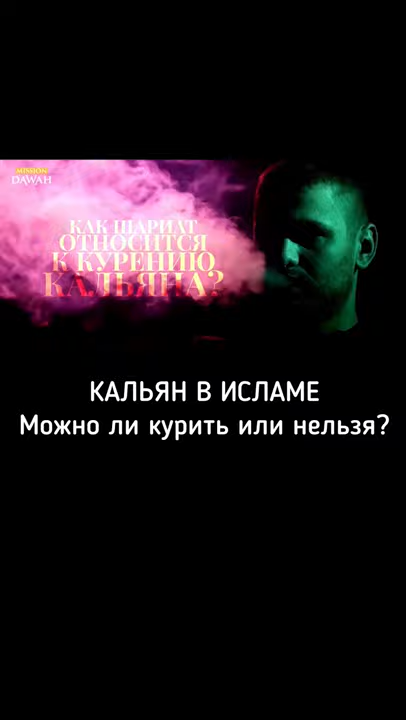 MISSION
DAWAH
КАК ШАРИАТ
ОТНОСИТСЯ
К КУРЕНИЮ
КАЛЬЯНА?
КАЛЬЯН В ИСЛАМЕ
Можно ли курить или нельзя?